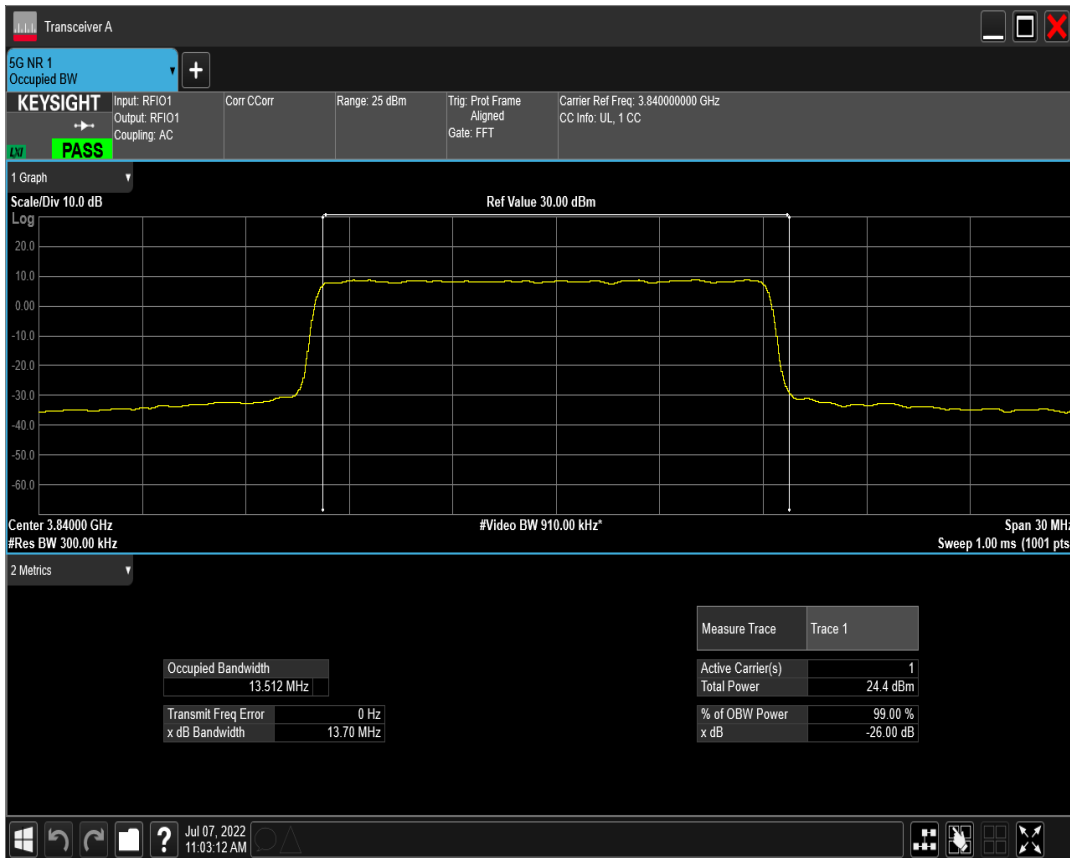 Transceiver A
5G NR 1
Occupied BW
KEYSIGHT
LXI
PASS
Input: RFIO1
Output: RFIO1
Coupling: AC
Corr CCorr
Range: 25 dBm
Trig: Prot Frame
Aligned
Gate: FFT
Carrier Ref Freq: 3.840000000 GHz
CC Info: UL, 1 CC
1 Graph
Scale/Div 10.0 dB
Ref Value 30.00 dBm
Log
20.0
10.0
0.00
-10.0
-20.0
-30.0
-40.0
-50.0
-60.0
Center 3.84000 GHz
#Video BW 910.00 kHz*
Span 30 MHz
#Res BW 300.00 kHz
Sweep 1.00 ms (1001 pts
2 Metrics
Measure Trace Trace 1
Occupied Bandwidth
13.512 MHz
Active Carrier(s) 1
Total Power 24.4 dBm
Transmit Freq Error 0 Hz
x dB Bandwidth 13.70 MHz
% of OBW Power 99.00 %
x dB -26.00 dB
Jul 07, 2022
11:03:12 AM